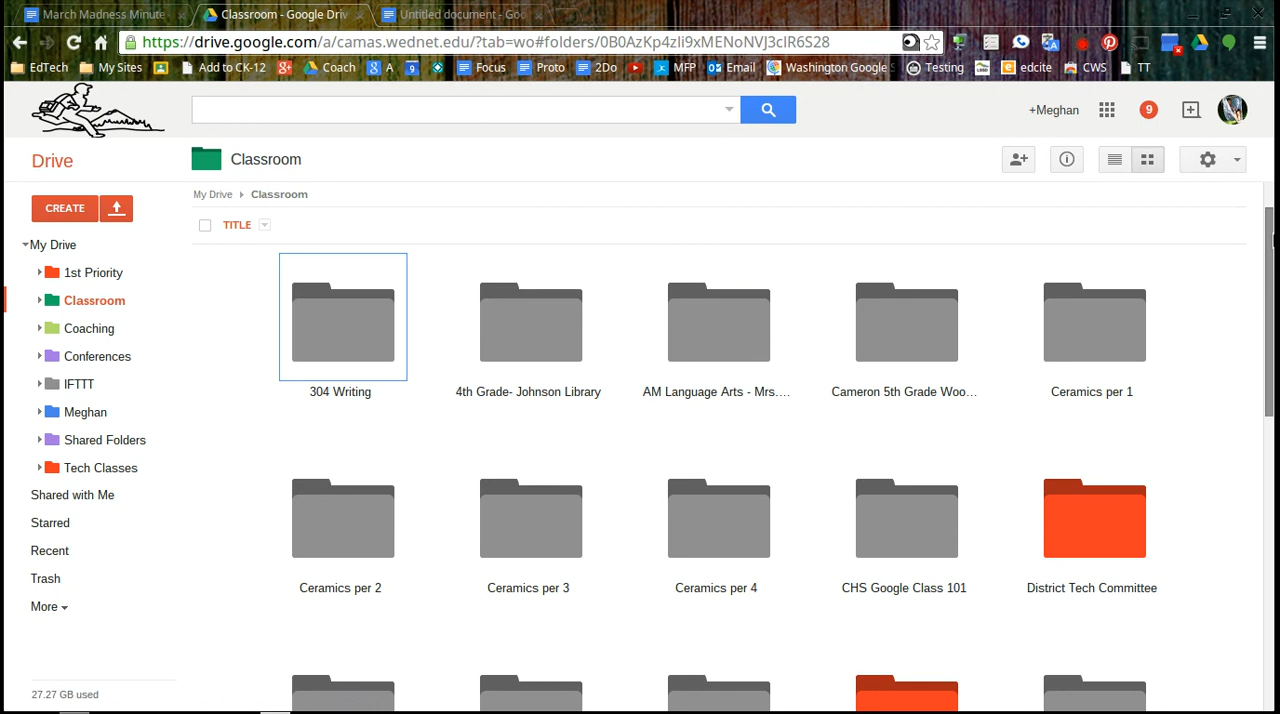 March Madness Minute
Classroom - Google Driv
Untitled document - Goo
https://drive.google.com/a/camas.wednet.edu/?tab=wo#folders/0B0AzKp4zli9xMENoNVJ3clR6S28
EdTech My Sites Add to CK-12 Coach A 9 Focus Proto 2Do MFP Email Washington Google Testing edcite CWS TT
+Meghan 9
Drive Classroom
My Drive Classroom
CREATE
TITLE
My Drive
1st Priority
Classroom
Coaching
Conferences
IFTTT
Meghan
Shared Folders
Tech Classes
Shared with Me
Starred
Recent
Trash
More
27.27 GB used
304 Writing 4th Grade- Johnson Library AM Language Arts - Mrs.... Cameron 5th Grade Woo... Ceramics per 1
Ceramics per 2 Ceramics per 3 Ceramics per 4 CHS Google Class 101 District Tech Committee